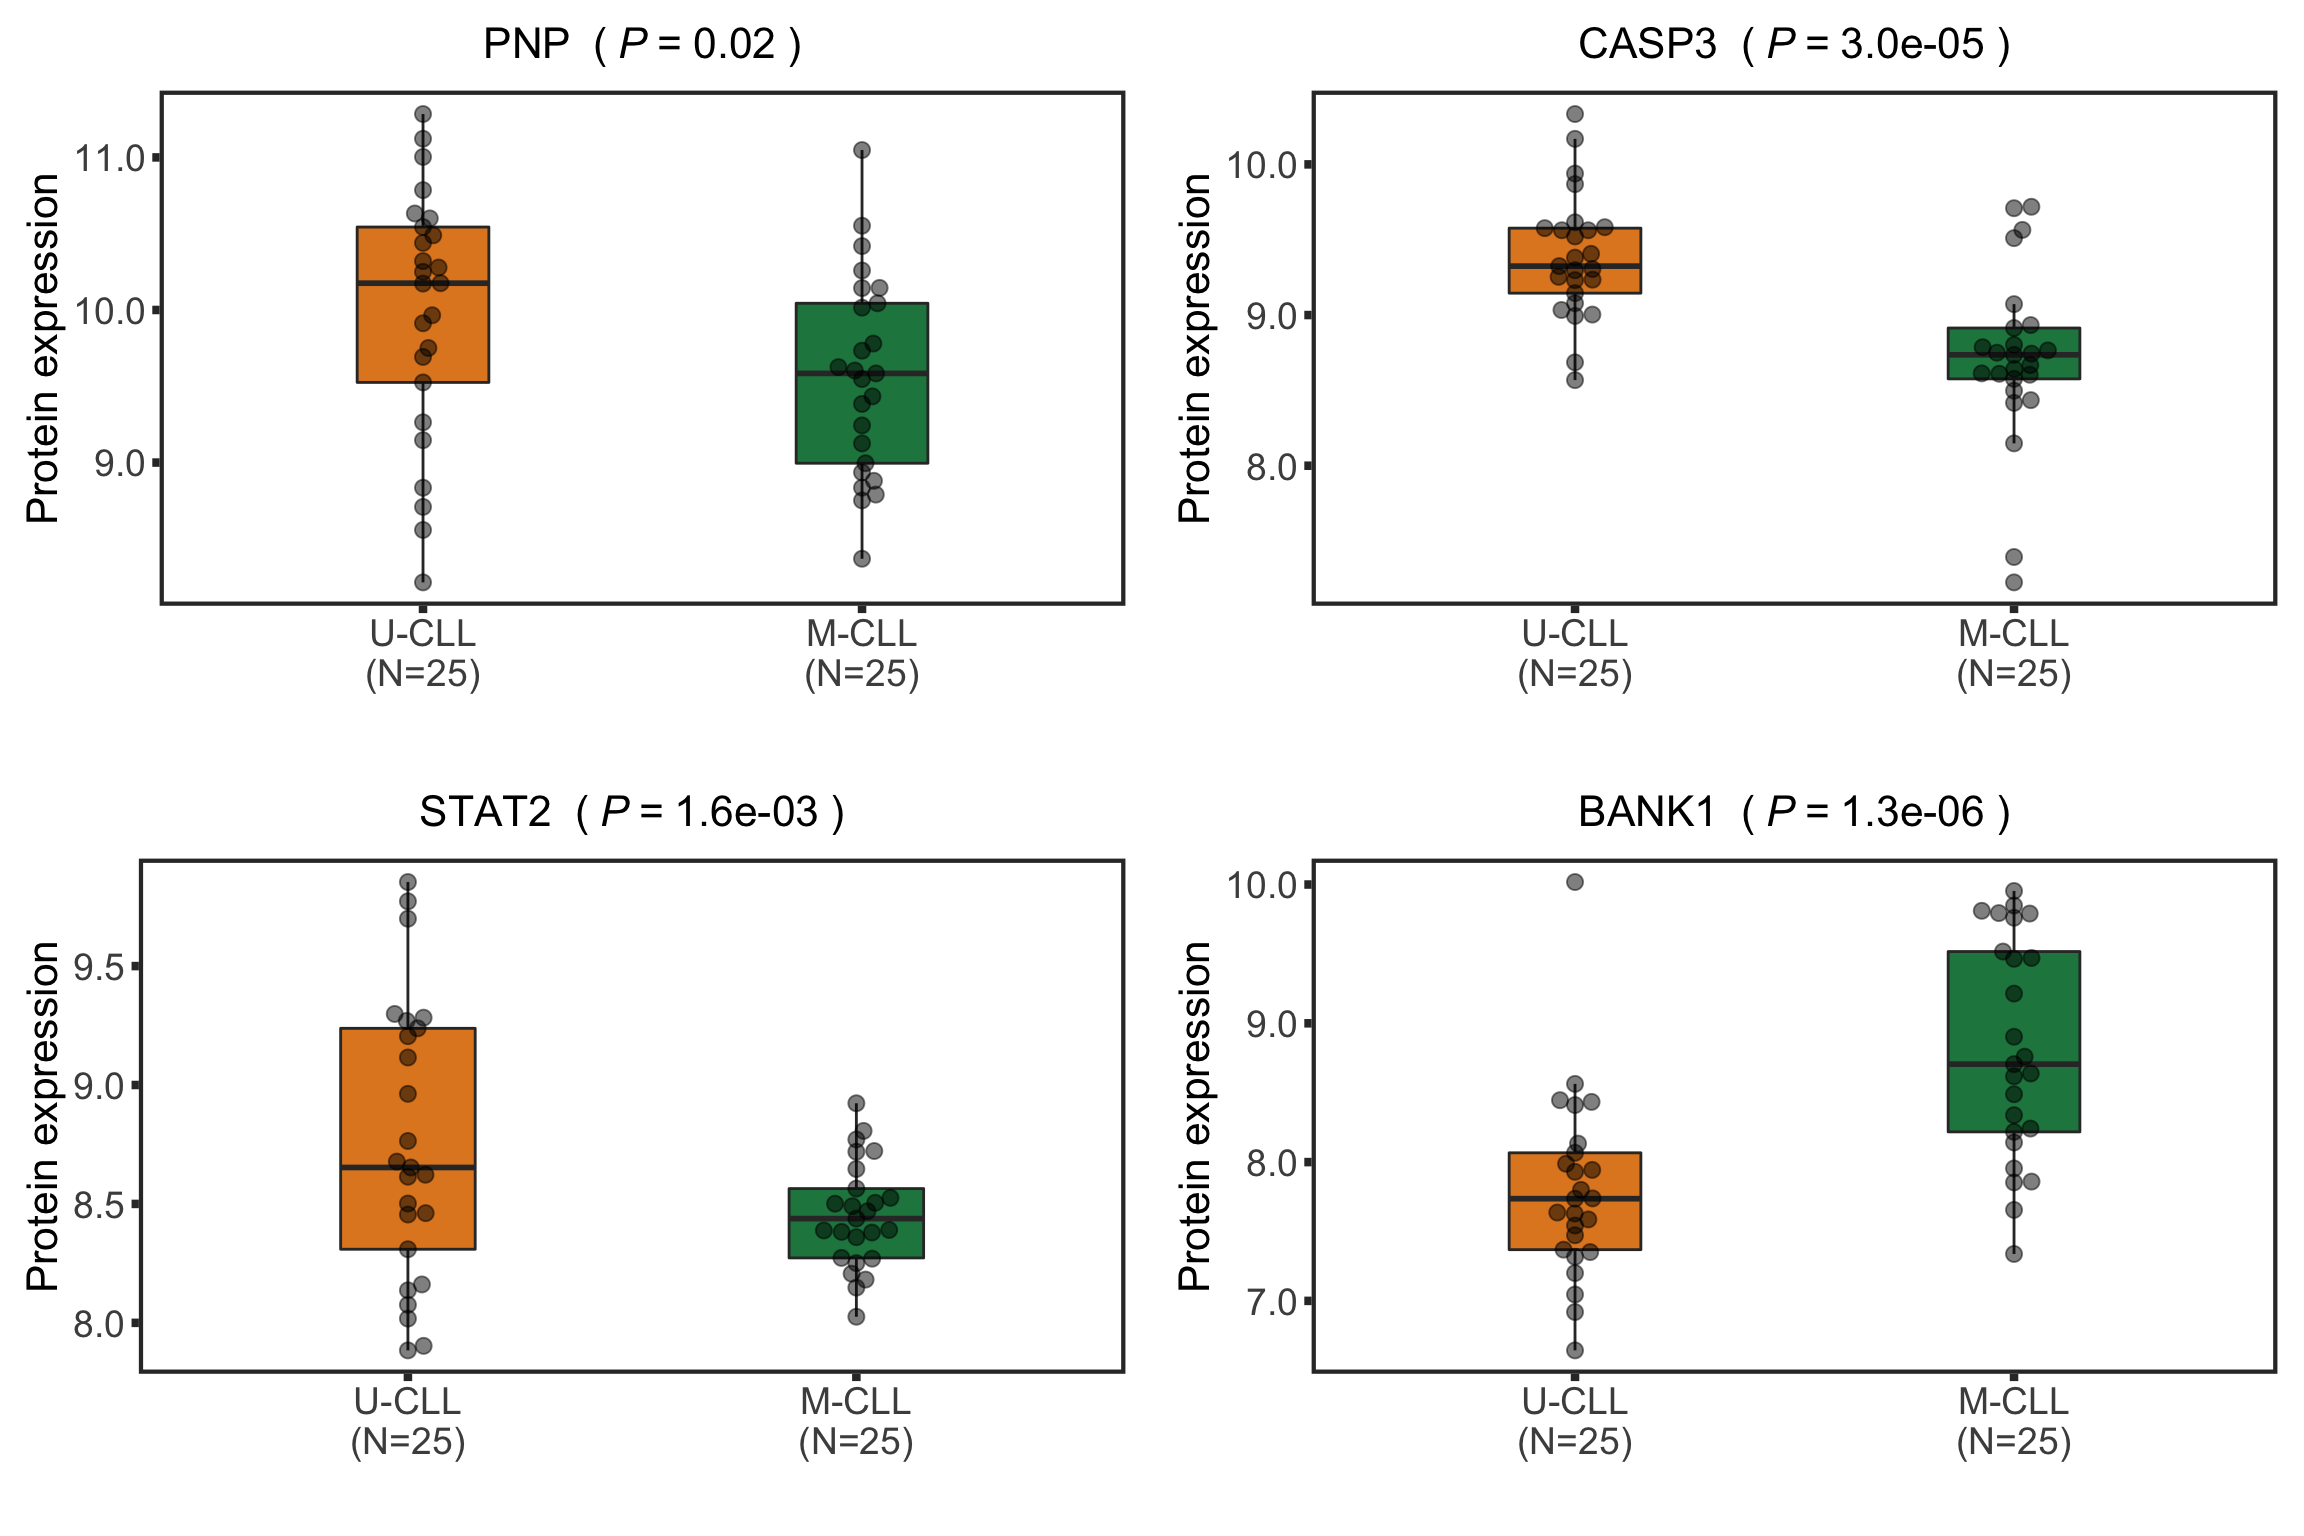 PNP ( P = 0.02 )
Protein expression
11.0
10.0
9.0
U-CLL
(N=25)
M-CLL
(N=25)
CASP3 ( P = 3.0e-05 )
Protein expression
10.0
9.0
8.0
U-CLL
(N=25)
M-CLL
(N=25)
STAT2 ( P = 1.6e-03 )
Protein expression
9.5
9.0
8.5
8.0
U-CLL
(N=25)
M-CLL
(N=25)
BANK1 ( P = 1.3e-06 )
Protein expression
10.0
9.0
8.0
7.0
U-CLL
(N=25)
M-CLL
(N=25)